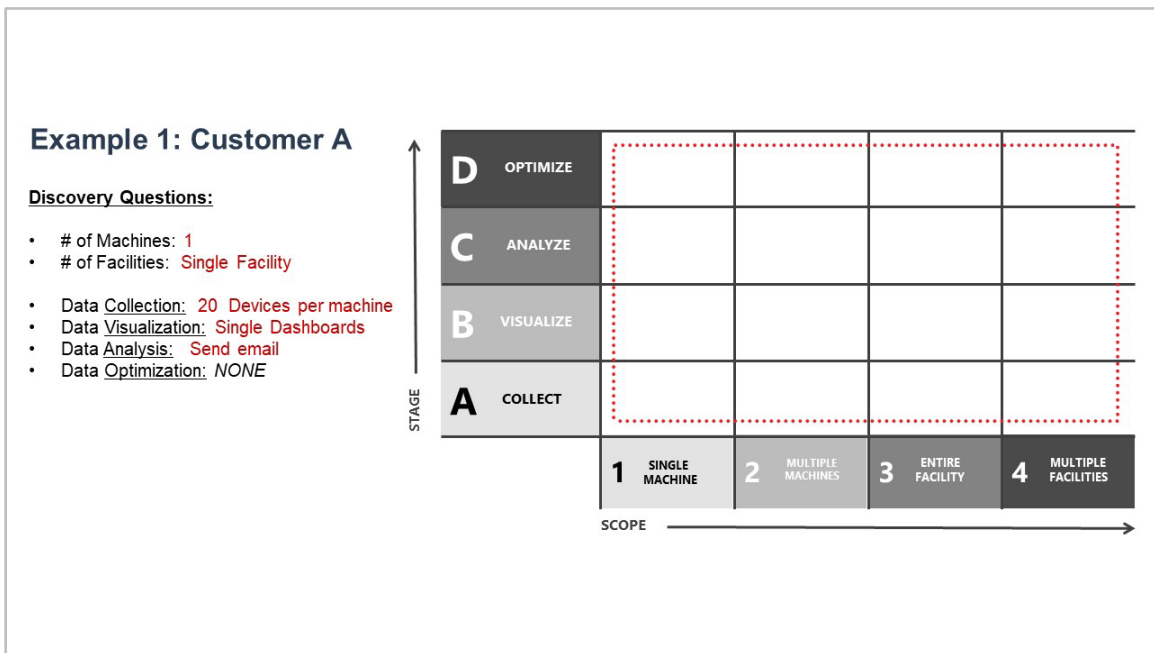 Example 1: Customer A
Discovery Questions:
• # of Machines: 1
• # of Facilities: Single Facility
• Data Collection: 20 Devices per machine
• Data Visualization: Single Dashboards
• Data Analysis: Send email
• Data Optimization: NONE
STAGE
D OPTIMIZE
C ANALYZE
B VISUALIZE
A COLLECT
1 SINGLE
MACHINE
2 MULTIPLE
MACHINES
3 ENTIRE
FACILITY
4 MULTIPLE
FACILITIES
SCOPE